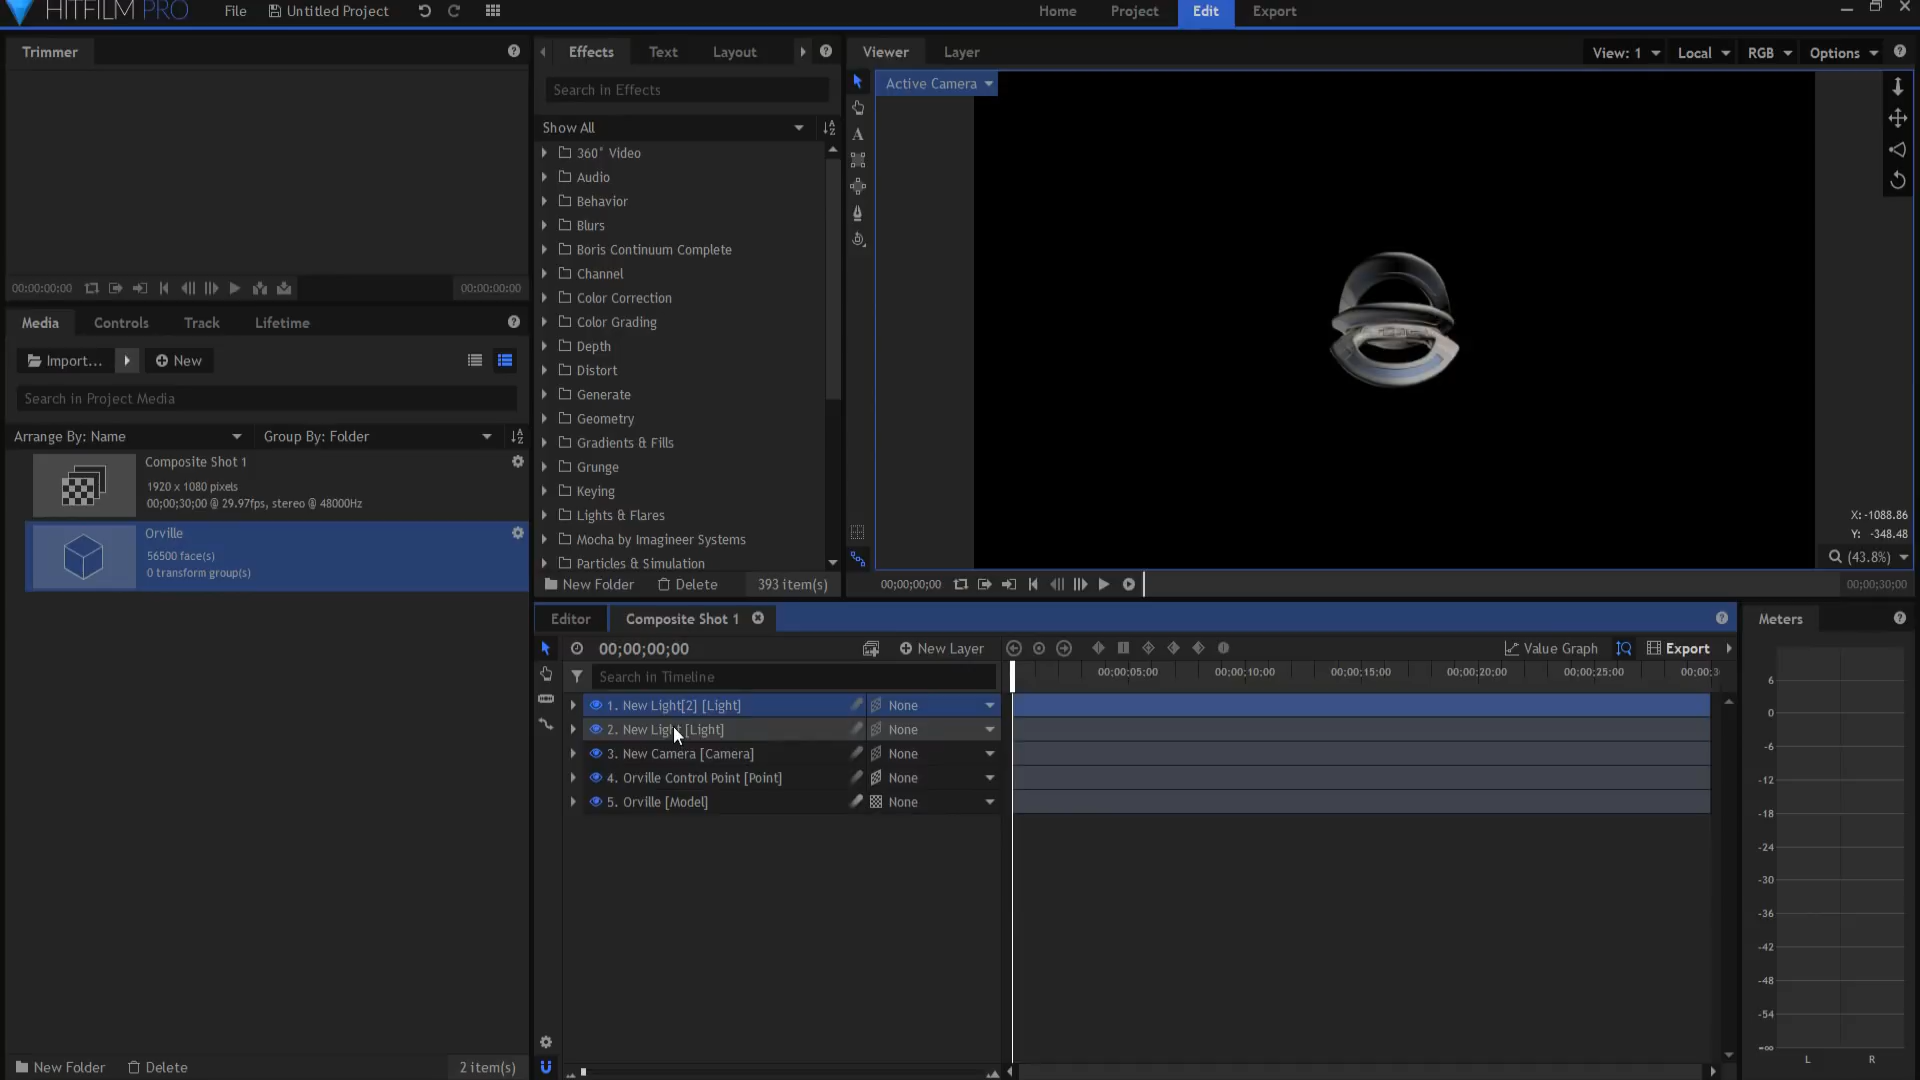 HITFILM PRO
File
Untitled Project
Home
Project
Edit
Export
Trimmer
00:00:00:00
00:00:00:00
Media
Controls
Track
Lifetime
Import...
New
Search in Project Media
Arrange By: Name
Group By: Folder
Composite Shot 1
1920 x 1080 pixels
00;00;30;00 @ 29.97fps, stereo @ 48000Hz
Orville
56500 face(s)
0 transform group(s)
New Folder
Delete
2 item(s)
Effects
Text
Layout
Search in Effects
Show All
360° Video
Audio
Behavior
Blurs
Boris Continuum Complete
Channel
Color Correction
Color Grading
Depth
Distort
Generate
Geometry
Gradients & Fills
Grunge
Keying
Lights & Flares
Mocha by Imagineer Systems
Particles & Simulation
New Folder
Delete
393 item(s)
Viewer
Layer
View: 1
Local
RGB
Options
Active Camera
X: -1088.86
Y: -348.48
(43.8%)
00;00;00;00
00;00;30;00
Editor
Composite Shot 1
00;00;00;00
New Layer
Value Graph
Export
Search in Timeline
00;00;05;00
00;00;10;00
00;00;15;00
00;00;20;00
00;00;25;00
00;00;3
1. New Light[2] [Light]
None
2. New Light [Light]
None
3. New Camera [Camera]
None
4. Orville Control Point [Point]
None
5. Orville [Model]
None
Meters
6
0
-6
-12
-18
-24
-30
-36
-42
-48
-54
-∞
L
R